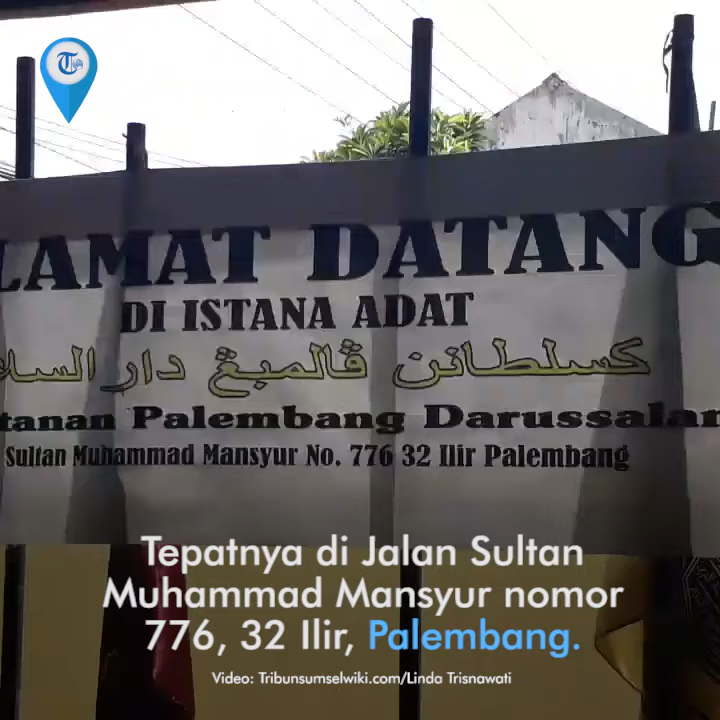 LAMAT DATANG
DI ISTANA ADAT
كسلطانن ڤالمبڠ دار السلا
tanan Palembang Darussalam
Sultan Muhammad Mansyur No. 776 32 Ilir Palembang
Tepatnya di Jalan Sultan
Muhammad Mansyur nomor
776, 32 Ilir, Palembang.
Video: Tribunsumselwiki.com/Linda Trisnawati